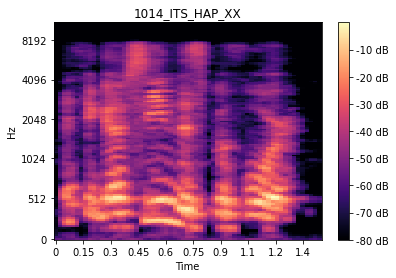 1014_ITS_HAP_XX
8192
4096
2048
1024
512
0
Hz
0 0.15 0.3 0.45 0.6 0.75 0.9 1.1 1.2 1.4
Time
-10 dB
-20 dB
-30 dB
-40 dB
-50 dB
-60 dB
-70 dB
-80 dB